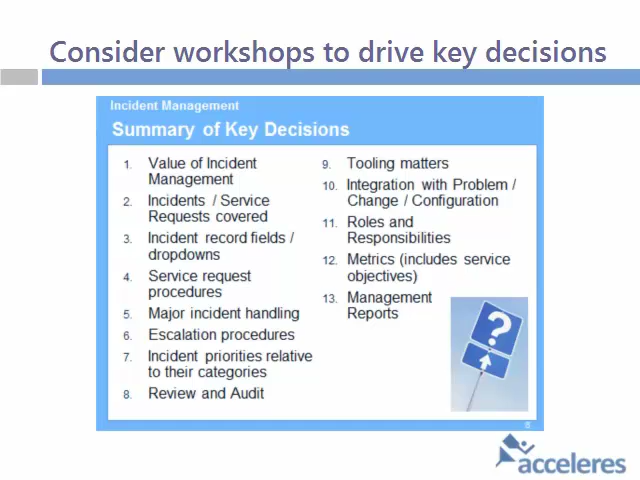 Consider workshops to drive key decisions
Incident Management
Summary of Key Decisions
1. Value of Incident
Management
2. Incidents / Service
Requests covered
3. Incident record fields /
dropdowns
4. Service request
procedures
5. Major incident handling
6. Escalation procedures
7. Incident priorities relative
to their categories
8. Review and Audit
9. Tooling matters
10. Integration with Problem /
Change / Configuration
11. Roles and
Responsibilities
12. Metrics (includes service
objectives)
13. Management
Reports
?
acceleres